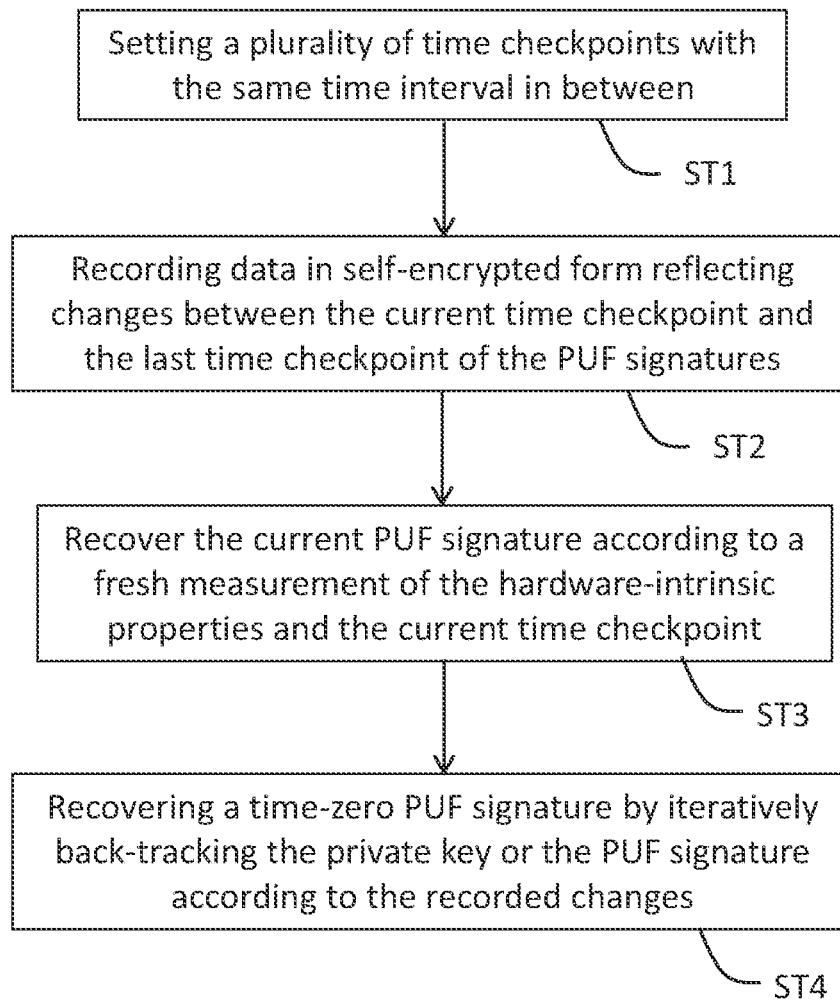 Setting a plurality of time checkpoints with
the same time interval in between
ST1
Recording data in self-encrypted form reflecting
changes between the current time checkpoint and
the last time checkpoint of the PUF signatures
ST2
Recover the current PUF signature according to a
fresh measurement of the hardware-intrinsic
properties and the current time checkpoint
ST3
Recovering a time-zero PUF signature by iteratively
back-tracking the private key or the PUF signature
according to the recorded changes
ST4